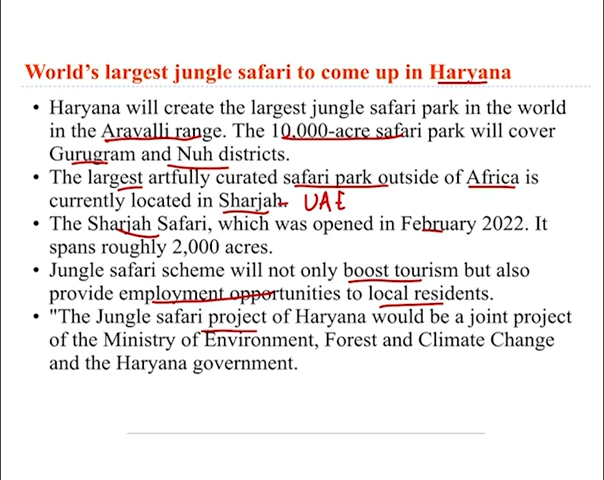 World's largest jungle safari to come up in Haryana
• Haryana will create the largest jungle safari park in the world
in the Aravalli range. The 10,000-acre safari park will cover
Gurugram and Nuh districts.
• The largest artfully curated safari park outside of Africa is
currently located in Sharjah. UAE
• The Sharjah Safari, which was opened in February 2022. It
spans roughly 2,000 acres.
• Jungle safari scheme will not only boost tourism but also
provide employment opportunities to local residents.
• "The Jungle safari project of Haryana would be a joint project
of the Ministry of Environment, Forest and Climate Change
and the Haryana government.